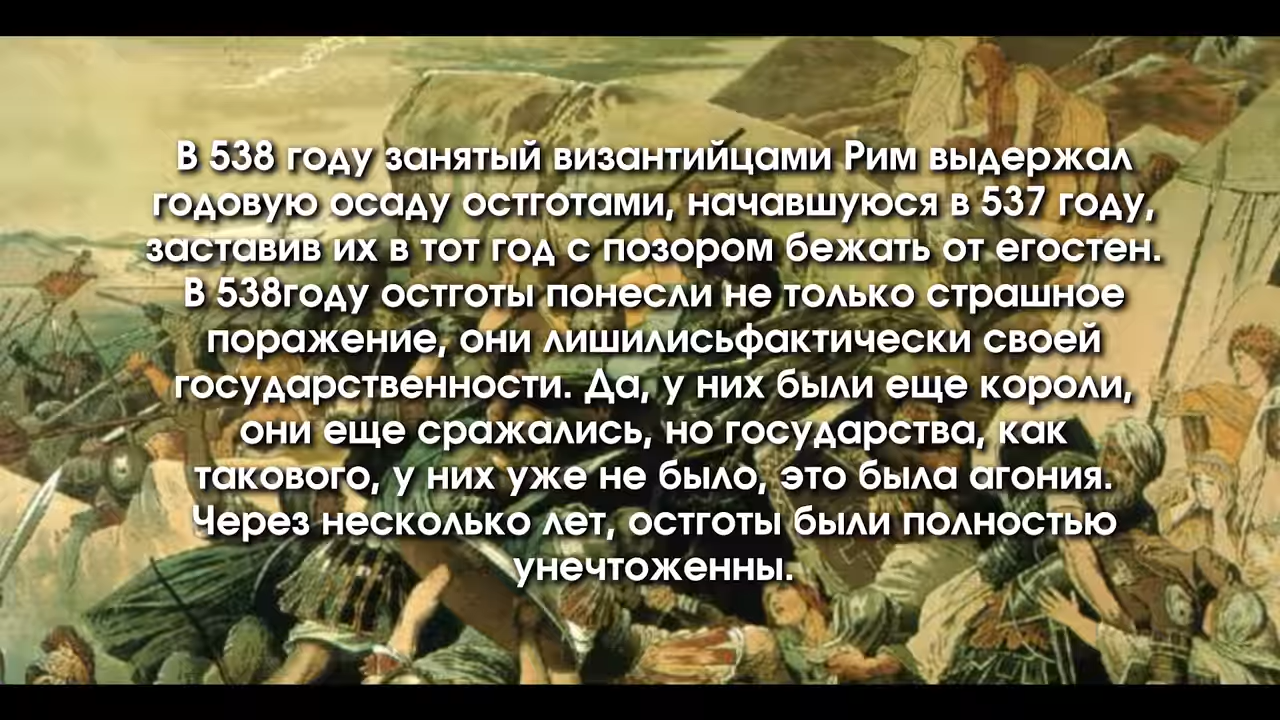 В 538 году занятый византийцами Рим выдержал
годовую осаду остготами, начавшуюся в 537 году,
заставив их в тот год с позором бежать от егостен.
В 538году остготы понесли не только страшное
поражение, они лишилисьфактически своей
государственности. Да, у них были еще короли,
они еще сражались, но государства, как
такового, у них уже не было, это была агония.
Через несколько лет, остготы были полностью
унечтоженны.